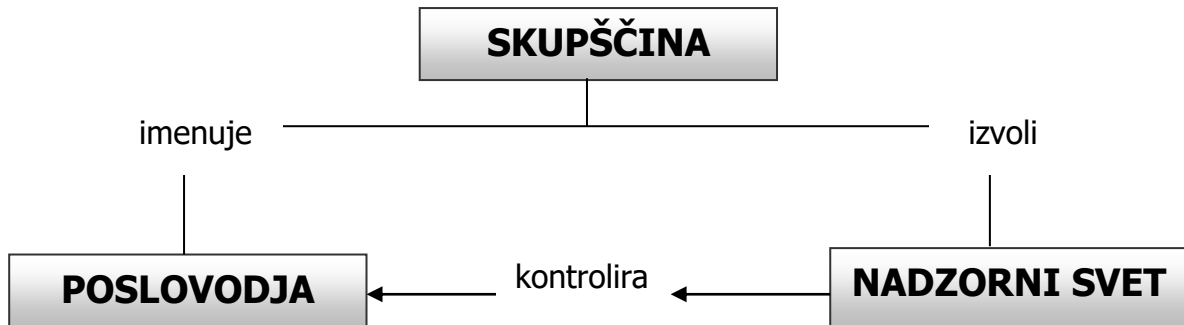 SKUPŠČINA
imenuje
izvoli
POSLOVODJA
kontrolira
NADZORNI SVET